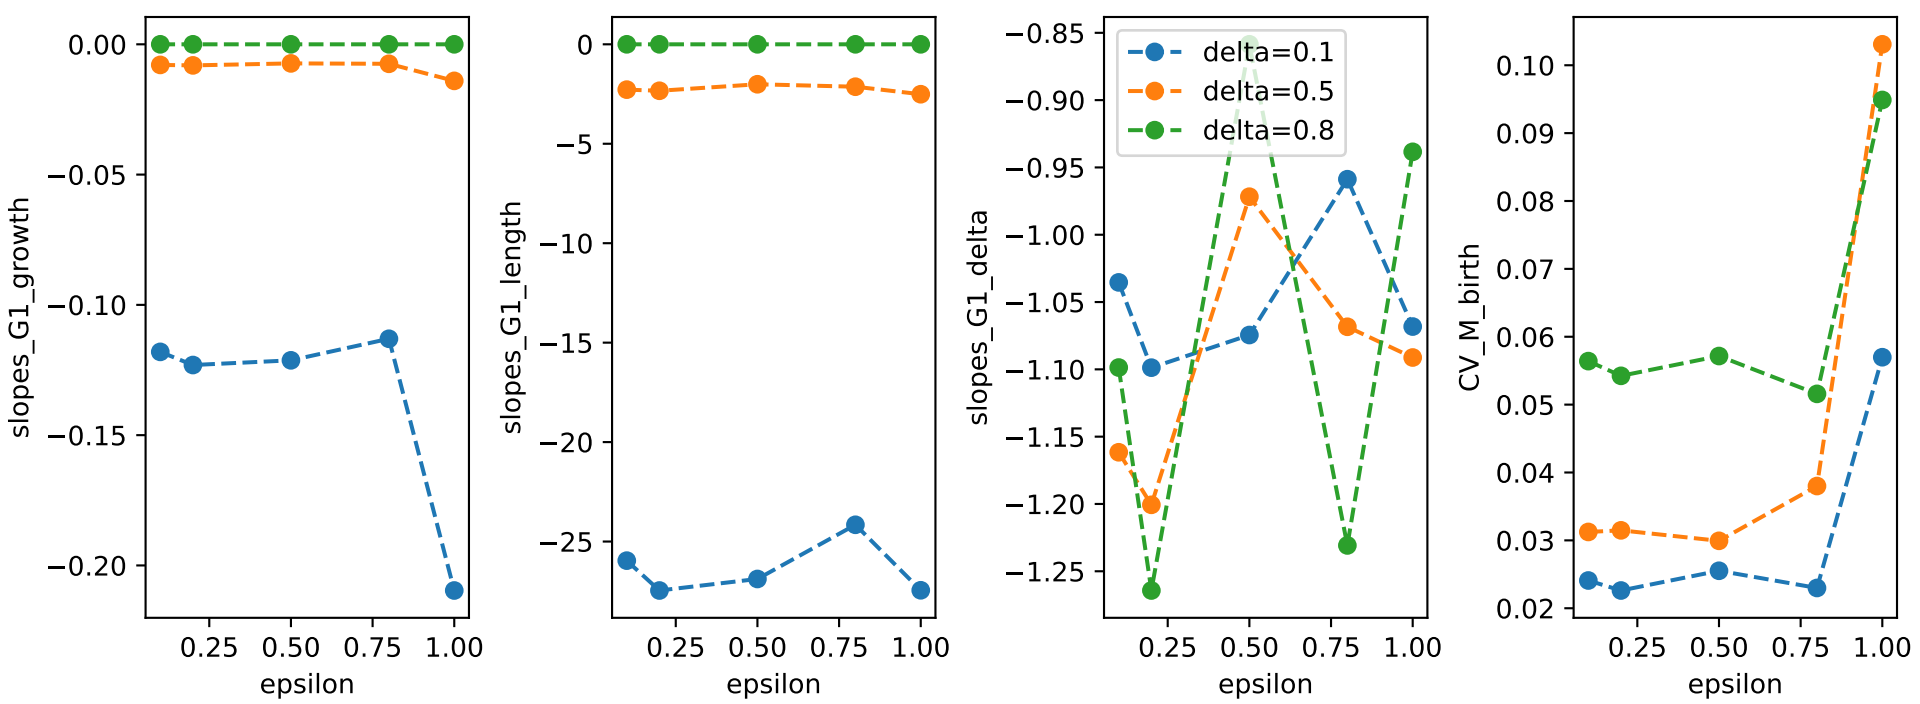 0.00
−0.05
−0.10
−0.15
−0.20
slopes_G1_growth
0.25 0.50 0.75 1.00
epsilon
0
−5
−10
−15
−20
−25
slopes_G1_length
0.25 0.50 0.75 1.00
epsilon
−0.85
−0.90
−0.95
−1.00
−1.05
−1.10
−1.15
−1.20
−1.25
slopes_G1_delta
delta=0.1
delta=0.5
delta=0.8
0.25 0.50 0.75 1.00
epsilon
0.10
0.09
0.08
0.07
0.06
0.05
0.04
0.03
0.02
CV_M_birth
0.25 0.50 0.75 1.00
epsilon